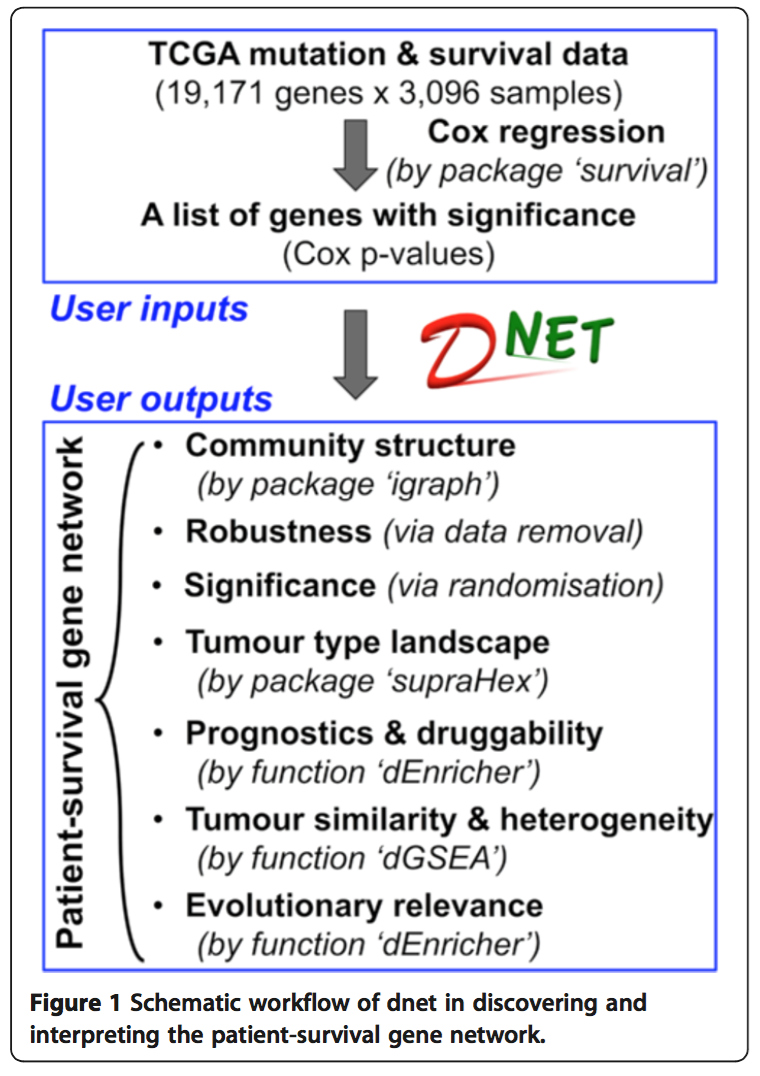 TCGA mutation & survival data
(19,171 genes x 3,096 samples)
Cox regression
(by package ‘survival’)
A list of genes with significance
(Cox p-values)
User inputs
DNET
User outputs
Patient-survival gene network
• Community structure
(by package ‘igraph’)
• Robustness (via data removal)
• Significance (via randomisation)
• Tumour type landscape
(by package ‘supraHex’)
• Prognostics & druggability
(by function ‘dEnricher’)
• Tumour similarity & heterogeneity
(by function ‘dGSEA’)
• Evolutionary relevance
(by function ‘dEnricher’)
Figure 1 Schematic workflow of dnet in discovering and
interpreting the patient-survival gene network.